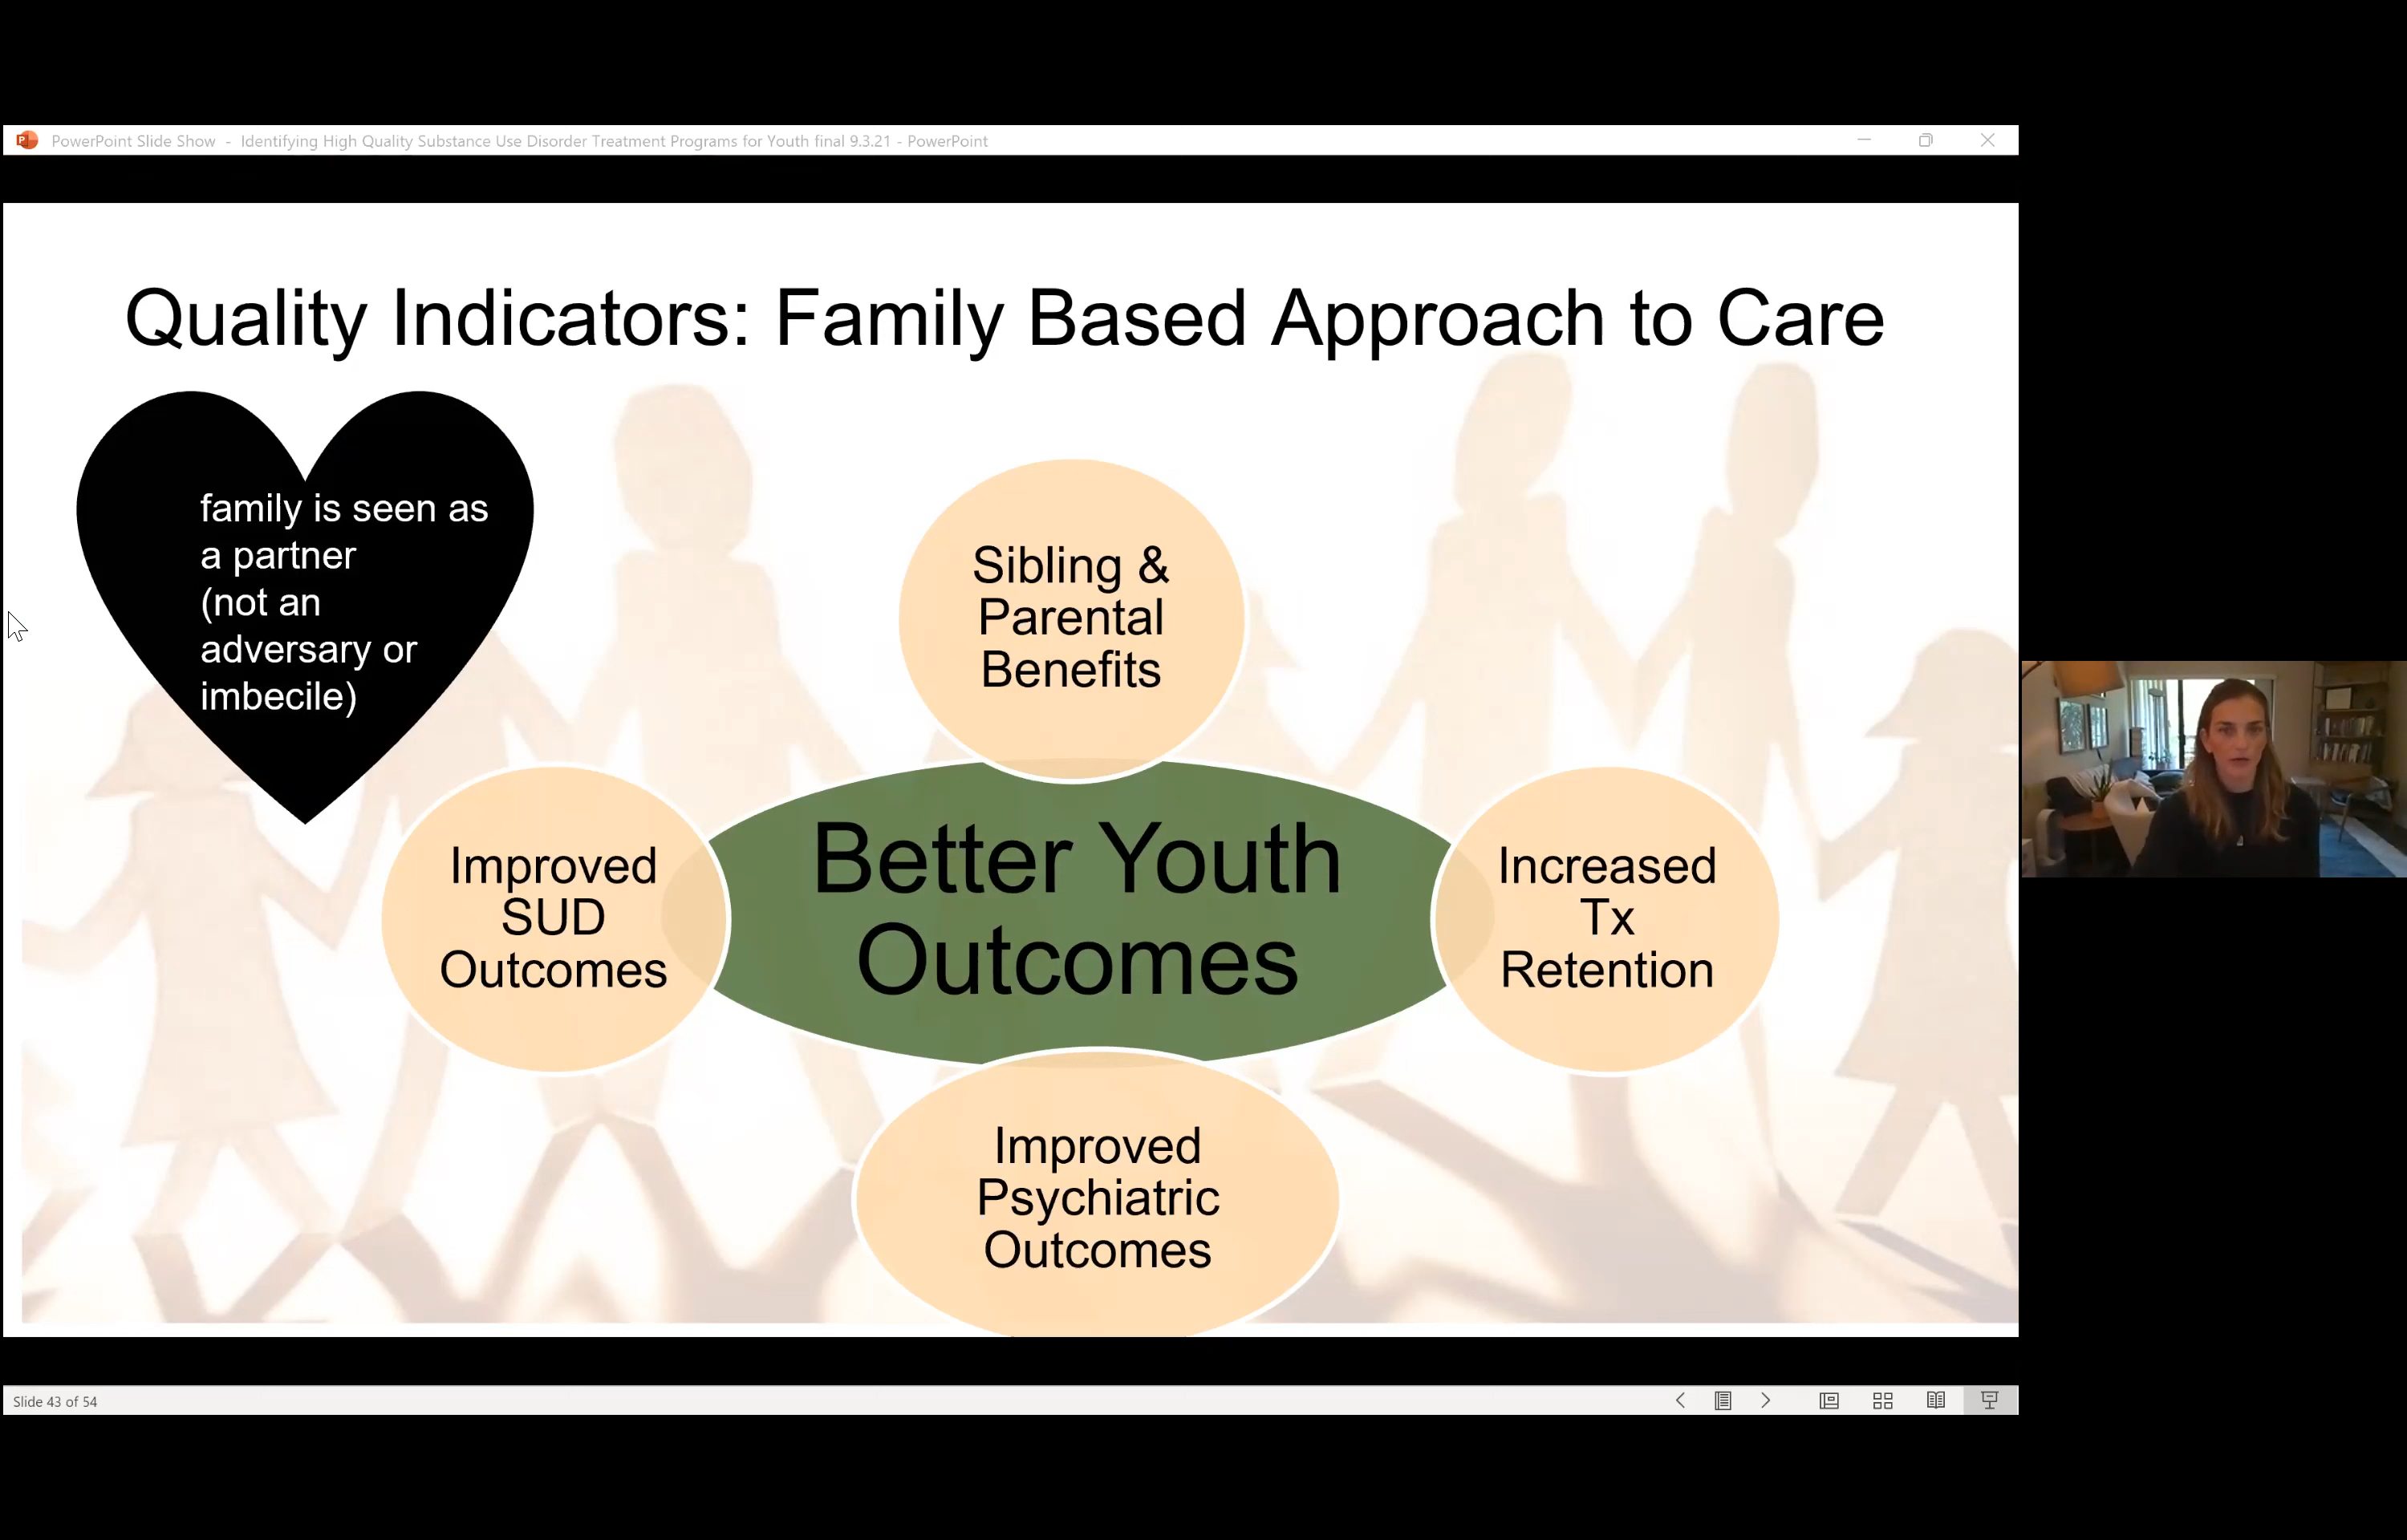 PowerPoint Slide Show - Identifying High Quality Substance Use Disorder Treatment Programs for Youth final 9.3.21 - PowerPoint
Quality Indicators: Family Based Approach to Care
family is seen as
a partner
(not an
adversary or
imbecile)
Sibling &
Parental
Benefits
Improved
SUD
Outcomes
Better Youth
Outcomes
Increased
Tx
Retention
Improved
Psychiatric
Outcomes
Slide 43 of 54